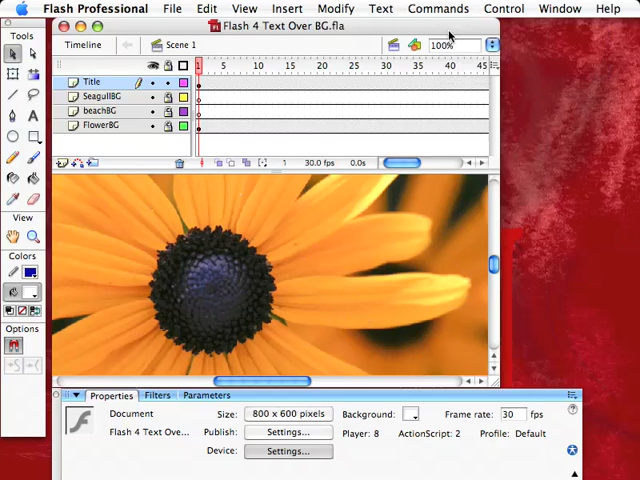 Flash Professional File Edit View Insert Modify Text Commands Control Window Help
Flash 4 Text Over BG.fla
Tools
Timeline Scene 1 100%
1 5 10 15 20 25 30 35 40 45
Title
SeagullBG
beachBG
FlowerBG
1 30.0 fps 0.0s
View
Colors
Options
Properties Filters Parameters
Document Size: 800 x 600 pixels Background: Frame rate: 30 fps
Flash 4 Text Ove... Publish: Settings... Player: 8 ActionScript: 2 Profile: Default
Device: Settings...